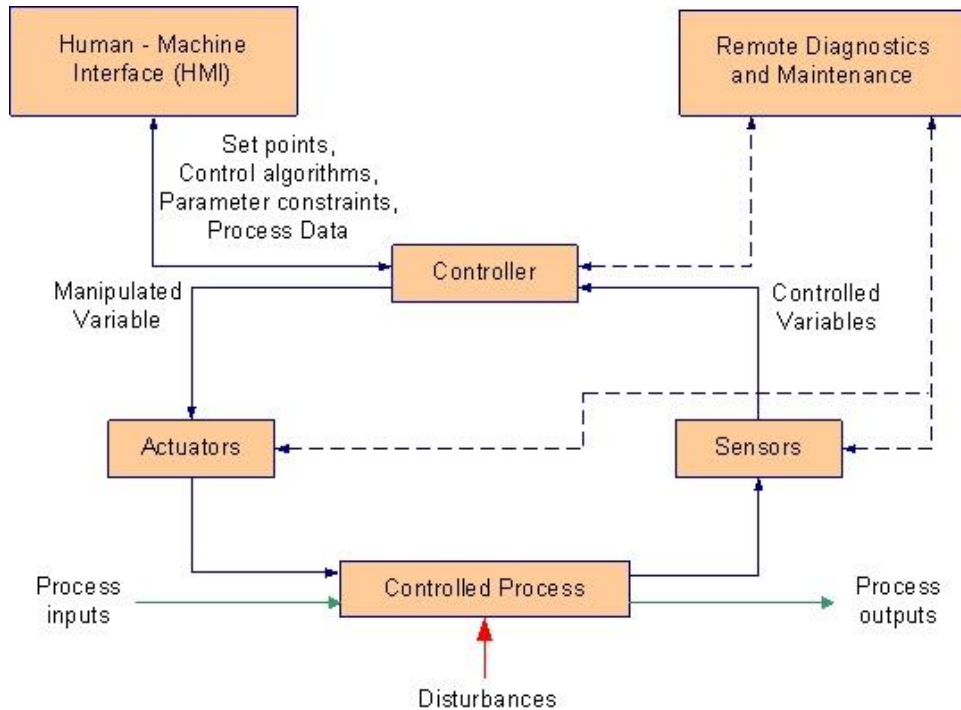 Human - Machine
Interface (HMI)
Remote Diagnostics
and Maintenance
Set points,
Control algorithms,
Parameter constraints,
Process Data
Controller
Manipulated
Variable
Controlled
Variables
Actuators
Sensors
Process
inputs
Controlled Process
Process
outputs
Disturbances